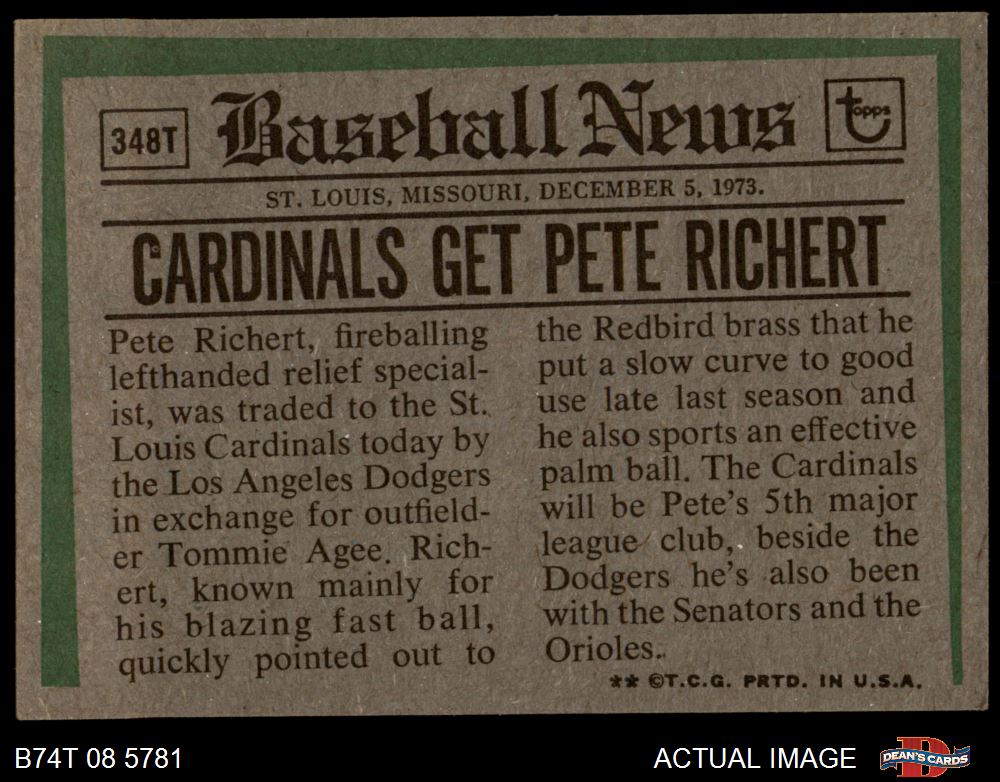 348T
Baseball News
topps
ST. LOUIS, MISSOURI, DECEMBER 5, 1973.
CARDINALS GET PETE RICHERT
Pete Richert, fireballing
lefthanded relief special-
ist, was traded to the St.
Louis Cardinals today by
the Los Angeles Dodgers
in exchange for outfield-
er Tommie Agee. Rich-
ert, known mainly for
his blazing fast ball,
quickly pointed out to
the Redbird brass that he
put a slow curve to good
use late last season and
he also sports an effective
palm ball. The Cardinals
will be Pete's 5th major
league club, beside the
Dodgers he's also been
with the Senators and the
Orioles.
** ©T.C.G. PRTD. IN U.S.A.
B74T 08 5781
ACTUAL IMAGE
DEAN'S CARDS